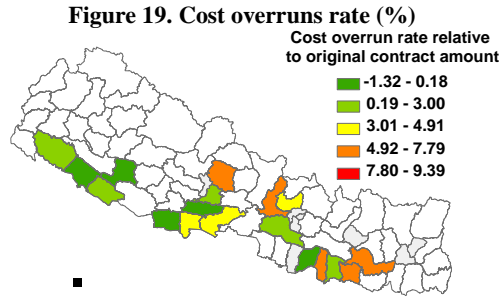 Figure 19. Cost overruns rate (%)
Cost overrun rate relative
to original contract amount
-1.32 - 0.18
0.19 - 3.00
3.01 - 4.91
4.92 - 7.79
7.80 - 9.39